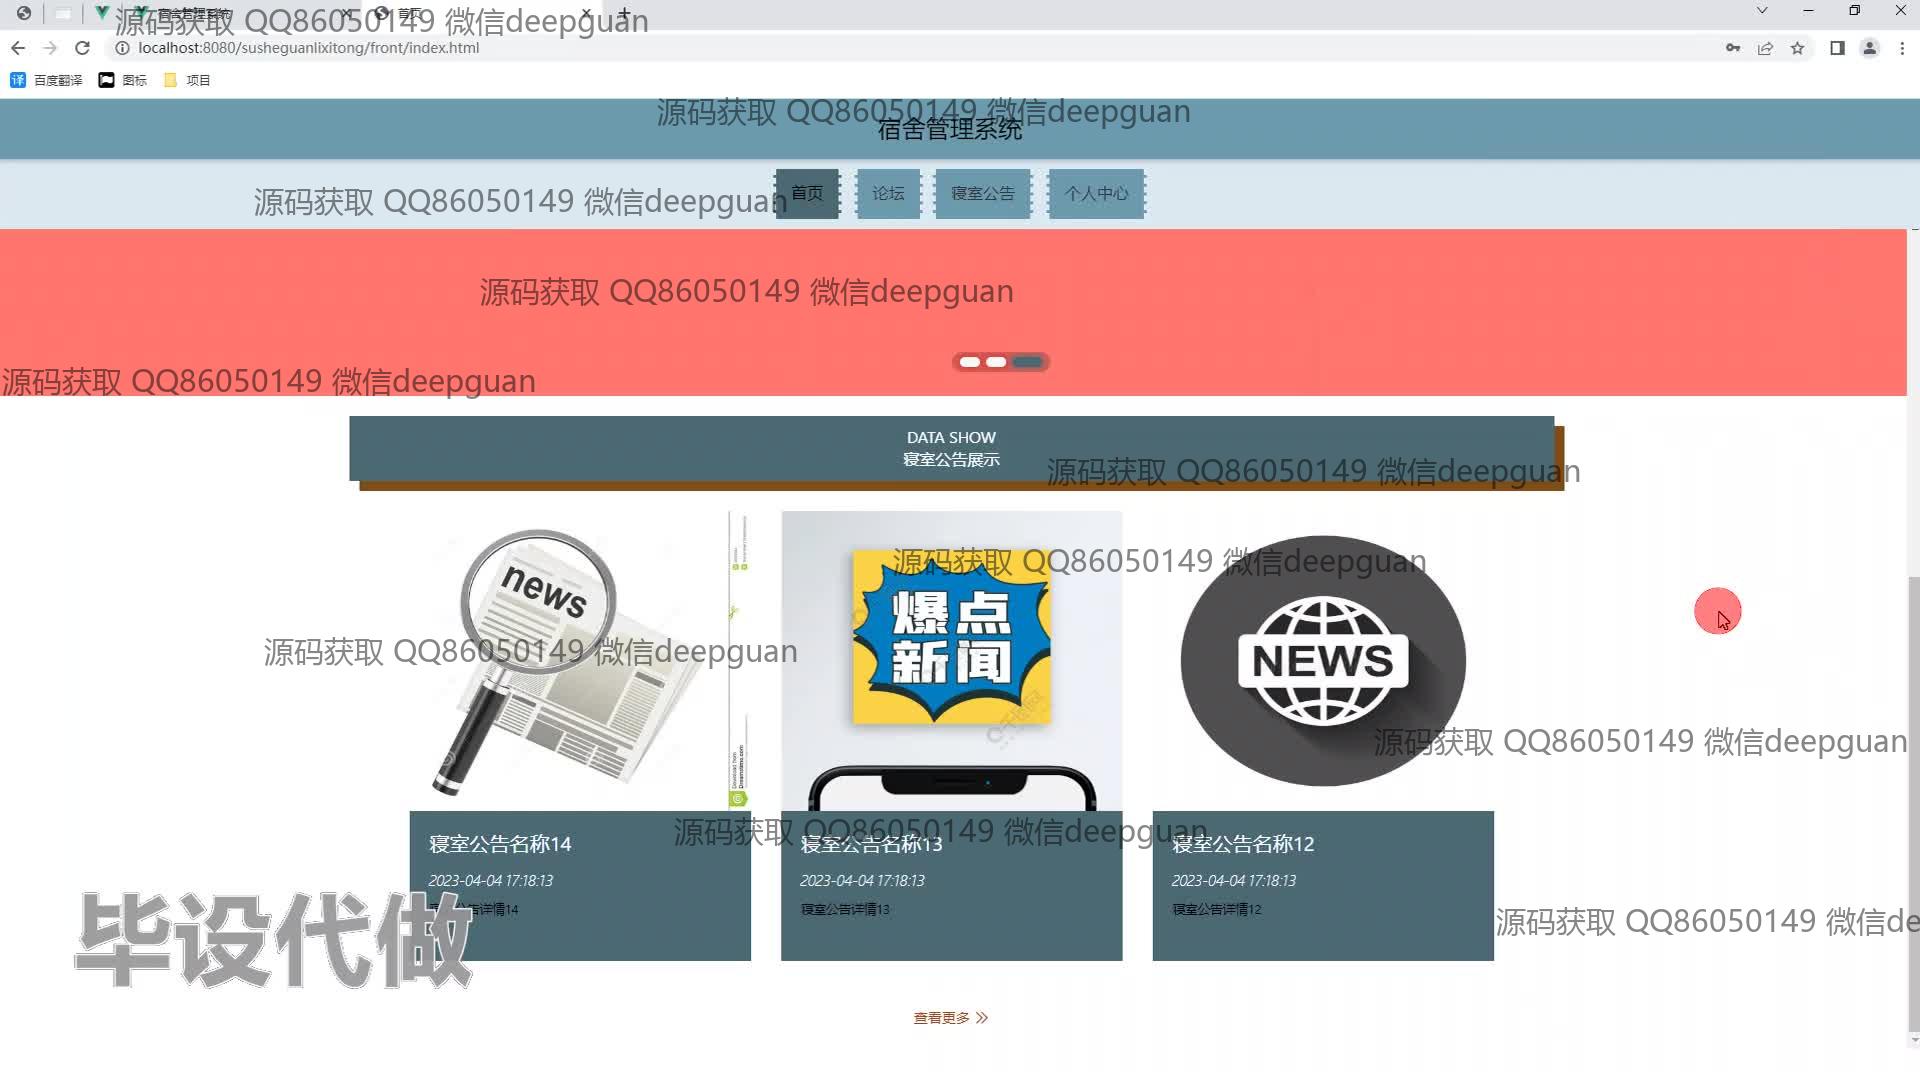 宿舍管理系统
首页
源码获取 QQ86050149 微信deepguan
localhost:8080/susheguanlixitong/front/index.html
百度翻译
图标
项目
源码获取 QQ86050149 微信deepguan
宿舍管理系统
源码获取 QQ86050149 微信deepguan
首页
论坛
寝室公告
个人中心
源码获取 QQ86050149 微信deepguan
源码获取 QQ86050149 微信deepguan
DATA SHOW
寝室公告展示
源码获取 QQ86050149 微信deepguan
源码获取 QQ86050149 微信deepguan
news
爆点
新闻
NEWS
源码获取 QQ86050149 微信deepguan
源码获取 QQ86050149 微信deepguan
源码获取 QQ86050149 微信deepguan
寝室公告名称14
2023-04-04 17:18:13
寝室公告详情14
寝室公告名称13
2023-04-04 17:18:13
寝室公告详情13
寝室公告名称12
2023-04-04 17:18:13
寝室公告详情12
毕设代做
源码获取 QQ86050149 微信de
查看更多